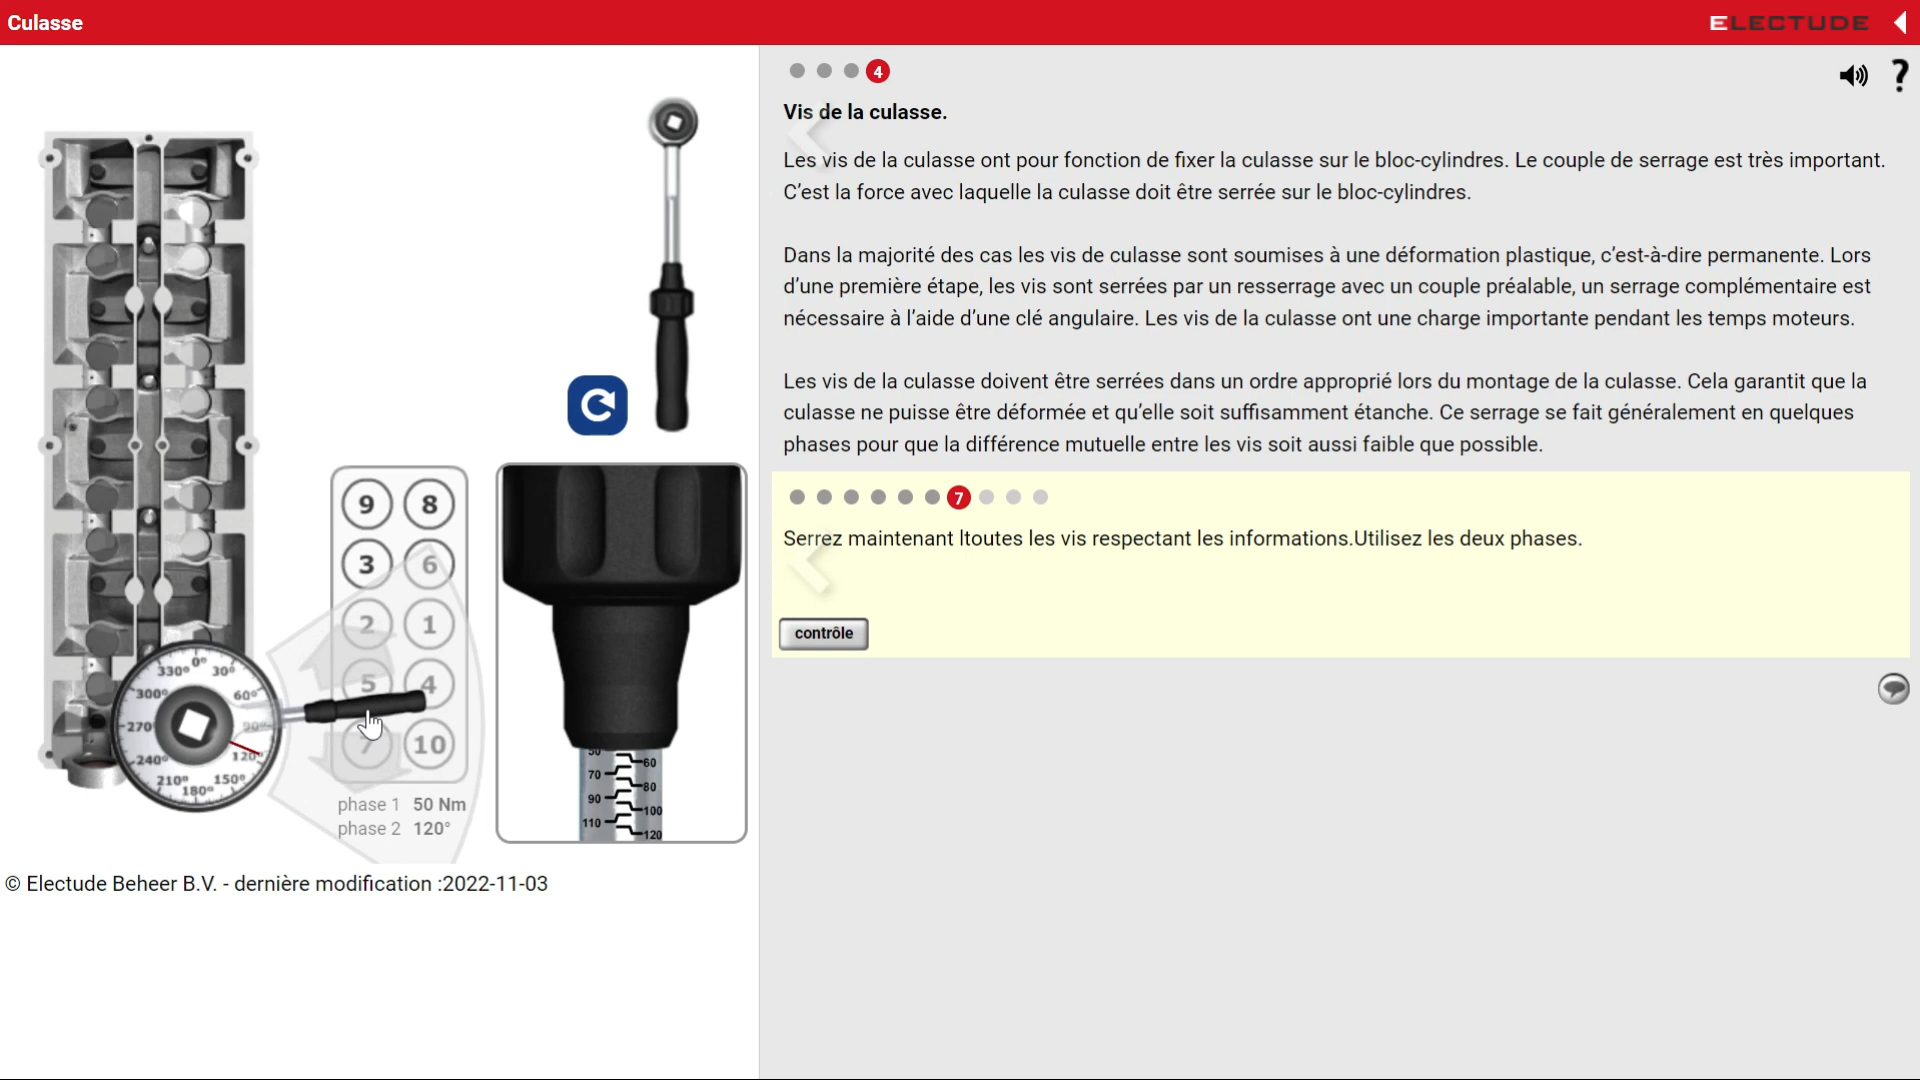 Culasse
ELECTUDE
4
Vis de la culasse.
Les vis de la culasse ont pour fonction de fixer la culasse sur le bloc-cylindres. Le couple de serrage est très important.
C'est la force avec laquelle la culasse doit être serrée sur le bloc-cylindres.
Dans la majorité des cas les vis de culasse sont soumises à une déformation plastique, c'est-à-dire permanente. Lors
d'une première étape, les vis sont serrées par un resserrage avec un couple préalable, un serrage complémentaire est
nécessaire à l'aide d'une clé angulaire. Les vis de la culasse ont une charge importante pendant les temps moteurs.
Les vis de la culasse doivent être serrées dans un ordre approprié lors du montage de la culasse. Cela garantit que la
culasse ne puisse être déformée et qu'elle soit suffisamment étanche. Ce serrage se fait généralement en quelques
phases pour que la différence mutuelle entre les vis soit aussi faible que possible.
7
Serrez maintenant ltoutes les vis respectant les informations.Utilisez les deux phases.
contrôle
9 8
3 6
2 1
5 4
7 10
phase 1 50 Nm
phase 2 120°
0° 30° 60° 90° 120° 150° 180° 210° 240° 270° 300° 330°
50 60
70 80
90 100
110 120
© Electude Beheer B.V. - dernière modification :2022-11-03